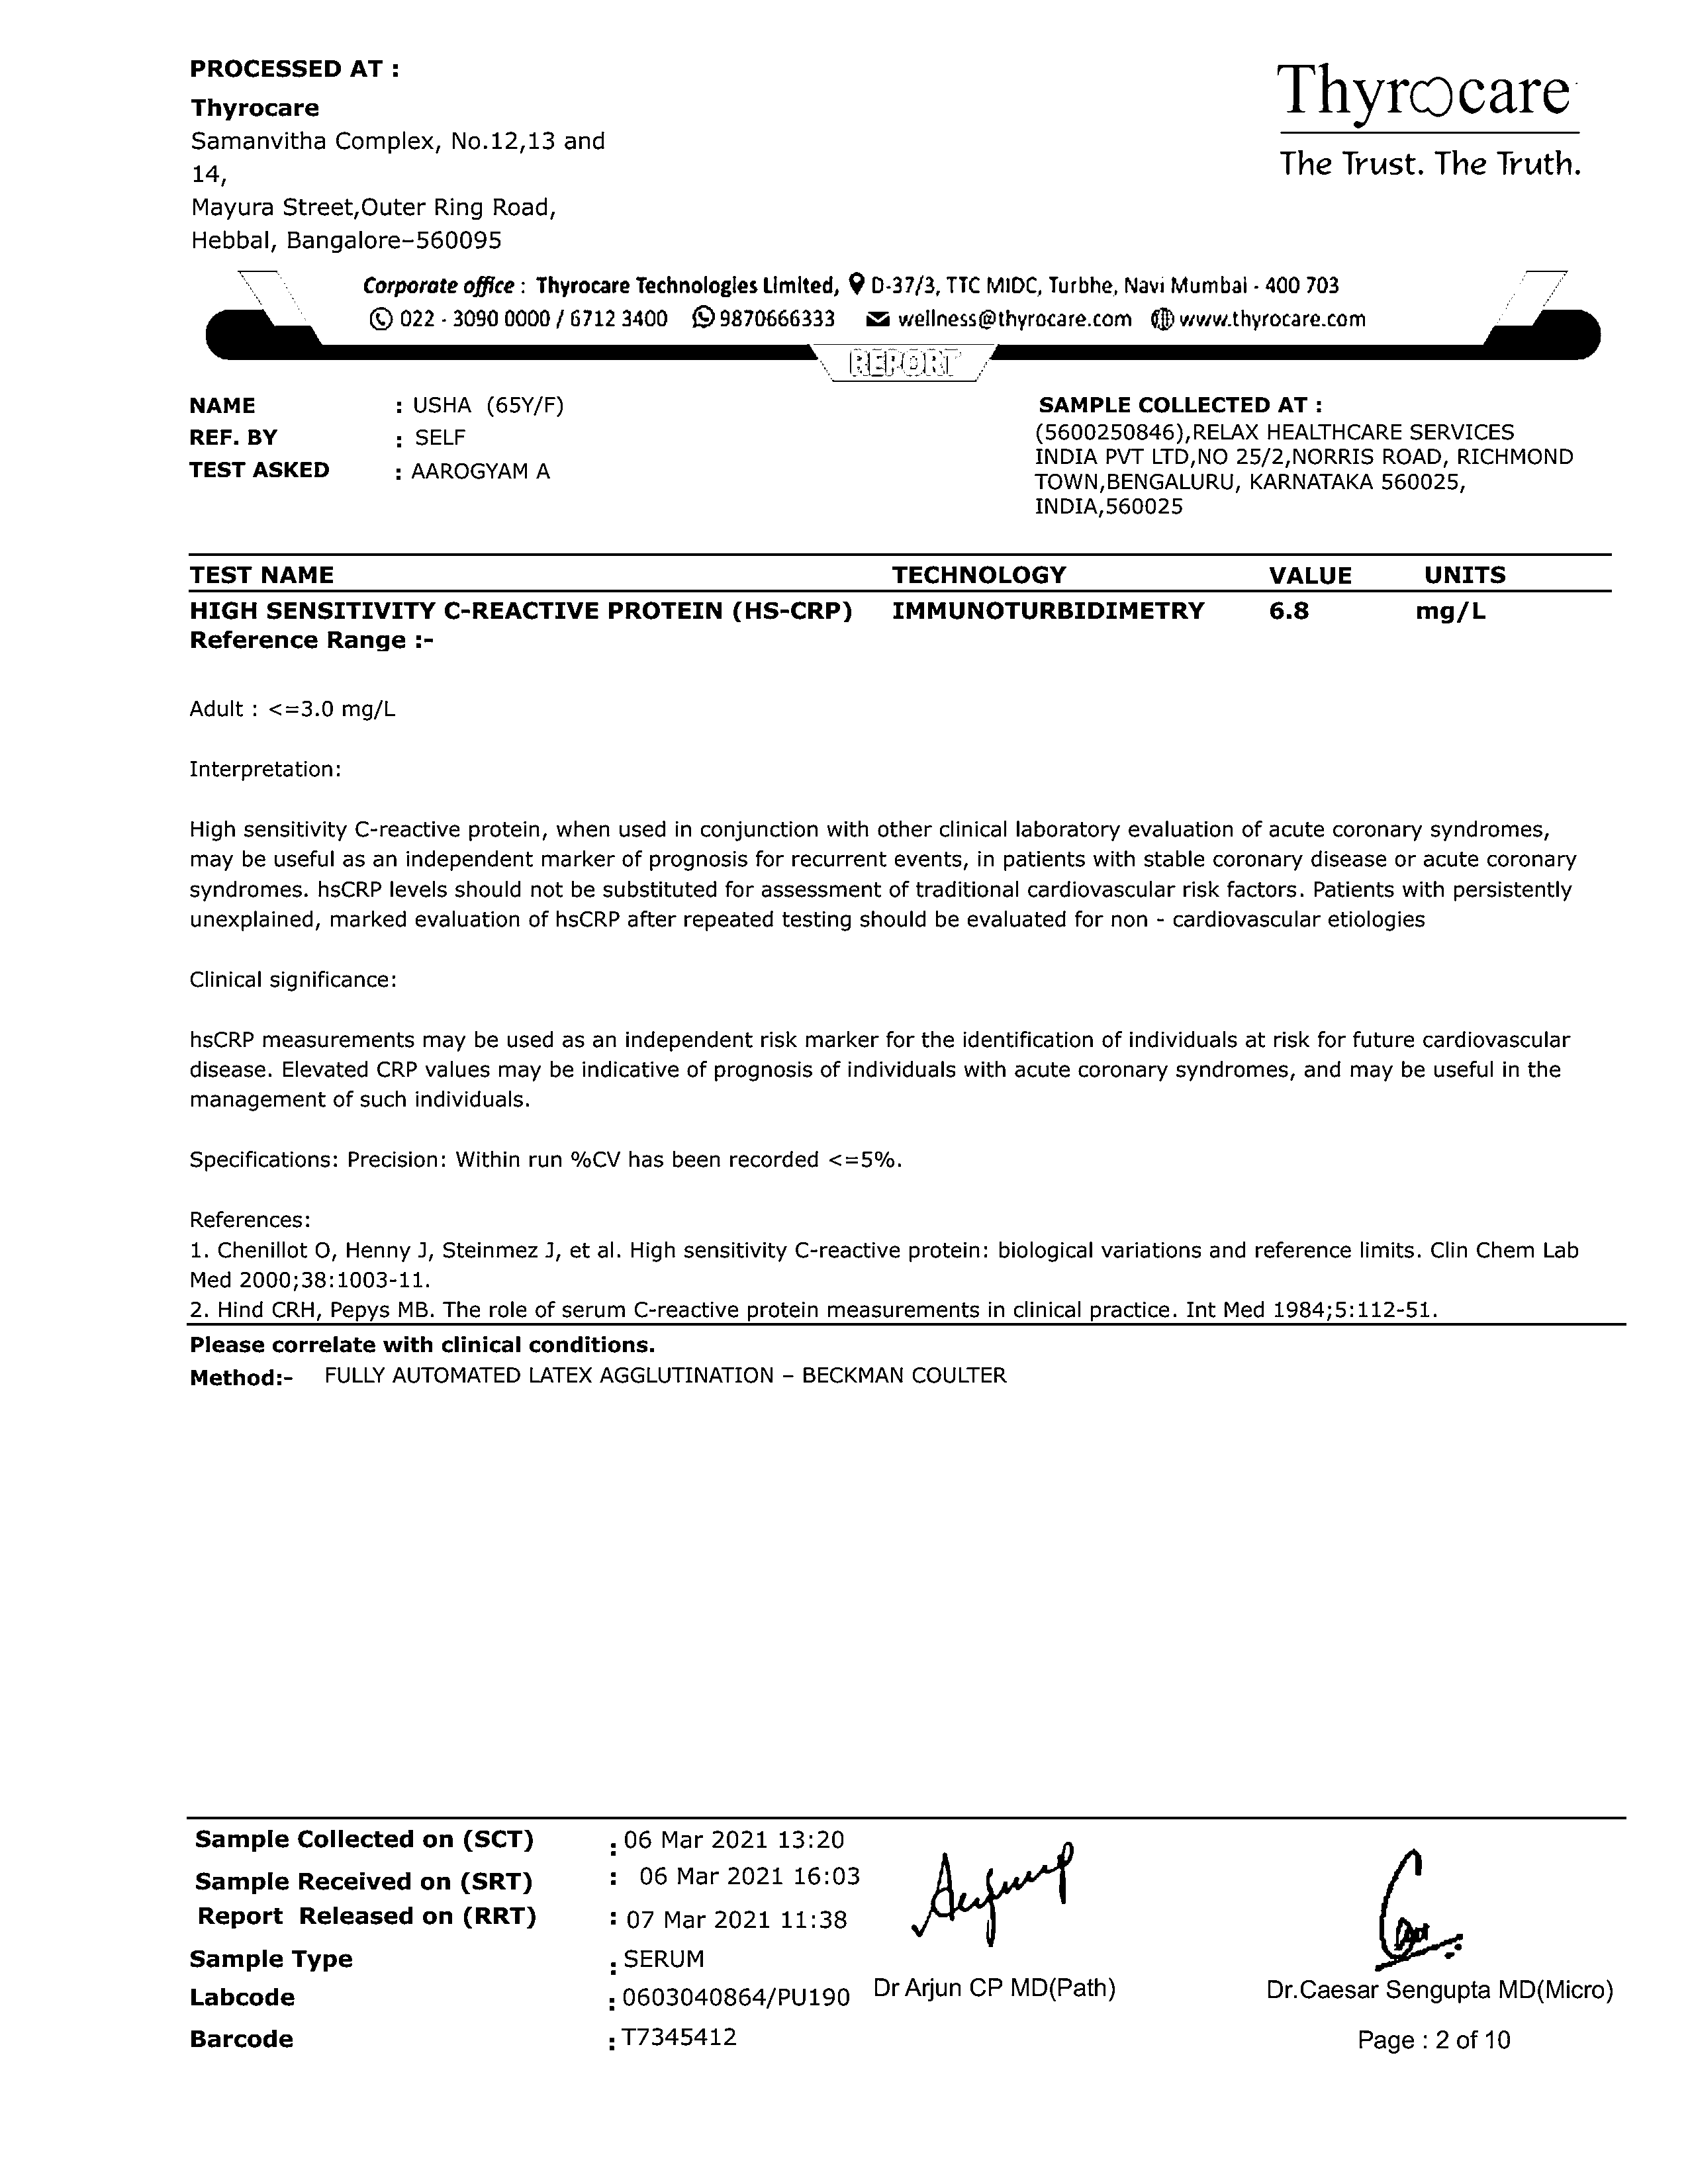 PROCESSED AT :
Thyrocare
Samanvitha Complex, No.12,13 and
14,
Mayura Street,Outer Ring Road,
Hebbal, Bangalore-560095
Thyrocare
The Trust. The Truth.
Corporate office : Thyrocare Technologies Limited, D-37/3, TTC MIDC, Turbhe, Navi Mumbai - 400 703
022 - 3090 0000 / 6712 3400 9870666333 wellness@thyrocare.com www.thyrocare.com
REPORT
NAME : USHA (65Y/F)
REF. BY : SELF
TEST ASKED : AAROGYAM A
SAMPLE COLLECTED AT :
(5600250846),RELAX HEALTHCARE SERVICES
INDIA PVT LTD,NO 25/2,NORRIS ROAD, RICHMOND
TOWN,BENGALURU, KARNATAKA 560025,
INDIA,560025
TEST NAME TECHNOLOGY VALUE UNITS
HIGH SENSITIVITY C-REACTIVE PROTEIN (HS-CRP) IMMUNOTURBIDIMETRY 6.8 mg/L
Reference Range :-
Adult : <=3.0 mg/L
Interpretation:
High sensitivity C-reactive protein, when used in conjunction with other clinical laboratory evaluation of acute coronary syndromes,
may be useful as an independent marker of prognosis for recurrent events, in patients with stable coronary disease or acute coronary
syndromes. hsCRP levels should not be substituted for assessment of traditional cardiovascular risk factors. Patients with persistently
unexplained, marked evaluation of hsCRP after repeated testing should be evaluated for non - cardiovascular etiologies
Clinical significance:
hsCRP measurements may be used as an independent risk marker for the identification of individuals at risk for future cardiovascular
disease. Elevated CRP values may be indicative of prognosis of individuals with acute coronary syndromes, and may be useful in the
management of such individuals.
Specifications: Precision: Within run %CV has been recorded <=5%.
References:
1. Chenillot O, Henny J, Steinmez J, et al. High sensitivity C-reactive protein: biological variations and reference limits. Clin Chem Lab
Med 2000;38:1003-11.
2. Hind CRH, Pepys MB. The role of serum C-reactive protein measurements in clinical practice. Int Med 1984;5:112-51.
Please correlate with clinical conditions.
Method:- FULLY AUTOMATED LATEX AGGLUTINATION – BECKMAN COULTER
Sample Collected on (SCT) : 06 Mar 2021 13:20
Sample Received on (SRT) : 06 Mar 2021 16:03
Report Released on (RRT) : 07 Mar 2021 11:38
Sample Type : SERUM
Labcode : 0603040864/PU190
Barcode : T7345412
Dr Arjun CP MD(Path)
Dr.Caesar Sengupta MD(Micro)
Page : 2 of 10